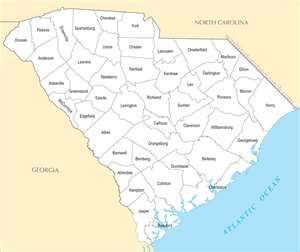 NORTH CAROLINA
Cherokee
Spartanburg
York
Oconee
Pickens
Greenville
Union
Chester
Lancaster
Chesterfield
Marlboro
Anderson
Laurens
Fairfield
Kershaw
Darlington
Dillon
Abbeville
Greenwood
Newberry
Lee
Marion
McCormick
Saluda
Lexington
Richland
Sumter
Florence
Horry
Edgefield
Calhoun
Clarendon
Williamsburg
Aiken
Orangeburg
Georgetown
Barnwell
Bamberg
Dorchester
Berkeley
Allendale
GEORGIA
Hampton
Colleton
Charleston
Jasper
Beaufort
ATLANTIC OCEAN